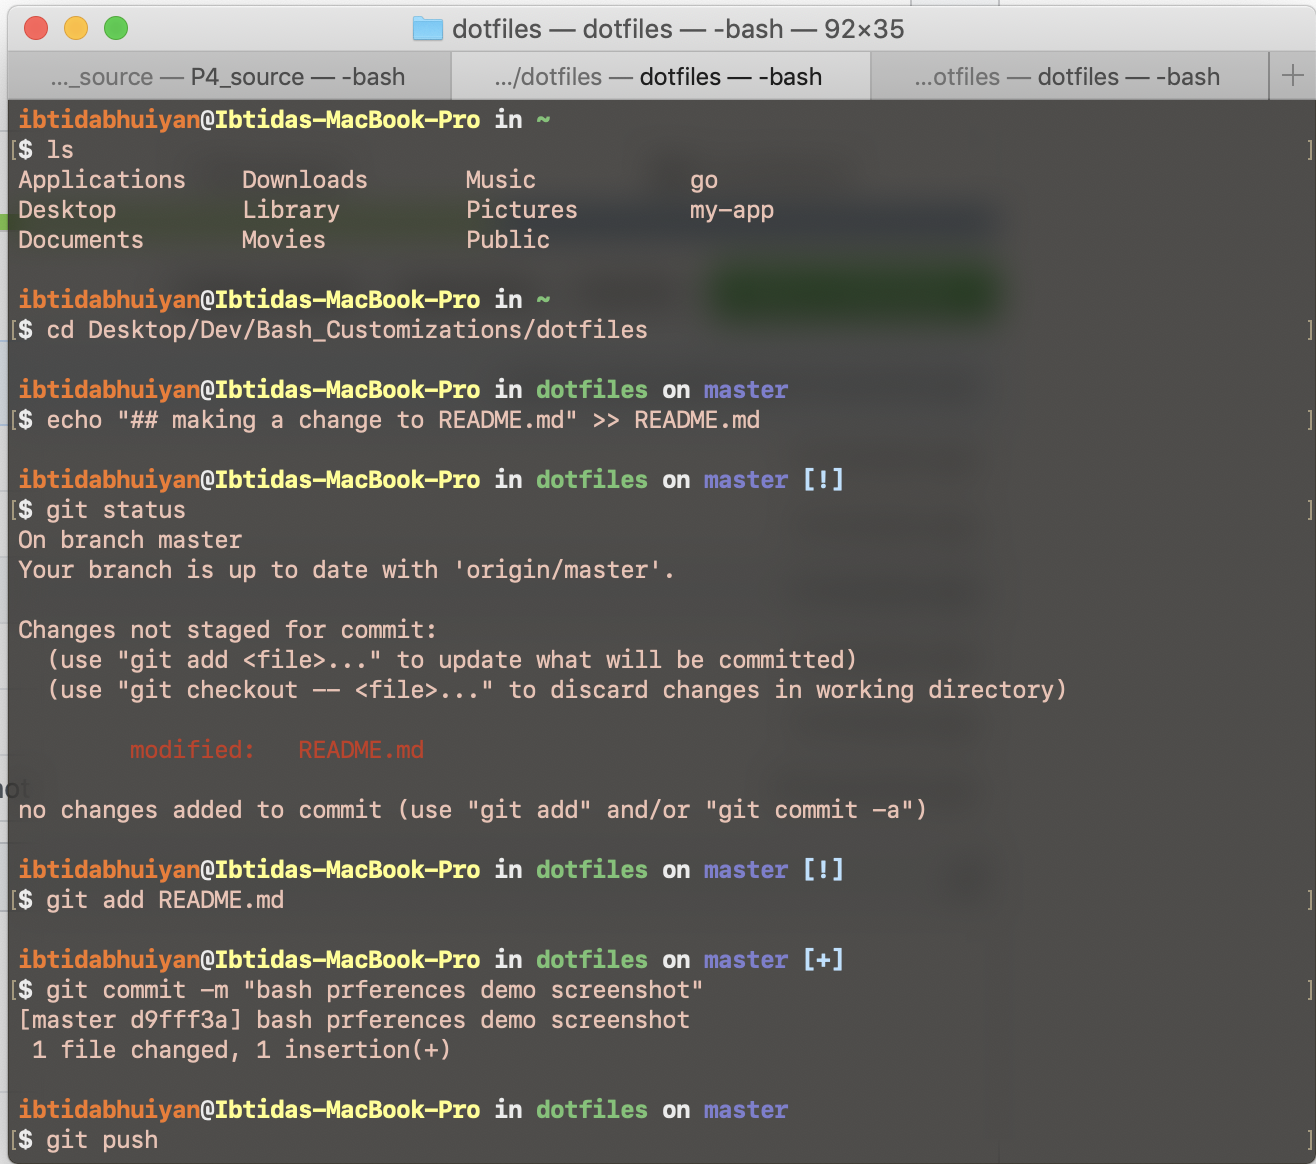 dotfiles — dotfiles — -bash — 92×35
..._source — P4_source — -bash .../dotfiles — dotfiles — -bash ...otfiles — dotfiles — -bash +
ibtidabhuiyan@Ibtidas-MacBook-Pro in ~
[$ ls ]
Applications Downloads Music go
Desktop Library Pictures my-app
Documents Movies Public
ibtidabhuiyan@Ibtidas-MacBook-Pro in ~
[$ cd Desktop/Dev/Bash_Customizations/dotfiles ]
ibtidabhuiyan@Ibtidas-MacBook-Pro in dotfiles on master
[$ echo "## making a change to README.md" >> README.md ]
ibtidabhuiyan@Ibtidas-MacBook-Pro in dotfiles on master [!]
[$ git status ]
On branch master
Your branch is up to date with 'origin/master'.
Changes not staged for commit:
  (use "git add <file>..." to update what will be committed)
  (use "git checkout -- <file>..." to discard changes in working directory)
        modified:   README.md
no changes added to commit (use "git add" and/or "git commit -a")
ibtidabhuiyan@Ibtidas-MacBook-Pro in dotfiles on master [!]
[$ git add README.md ]
ibtidabhuiyan@Ibtidas-MacBook-Pro in dotfiles on master [+]
[$ git commit -m "bash prferences demo screenshot" ]
[master d9fff3a] bash prferences demo screenshot
 1 file changed, 1 insertion(+)
ibtidabhuiyan@Ibtidas-MacBook-Pro in dotfiles on master
[$ git push ]